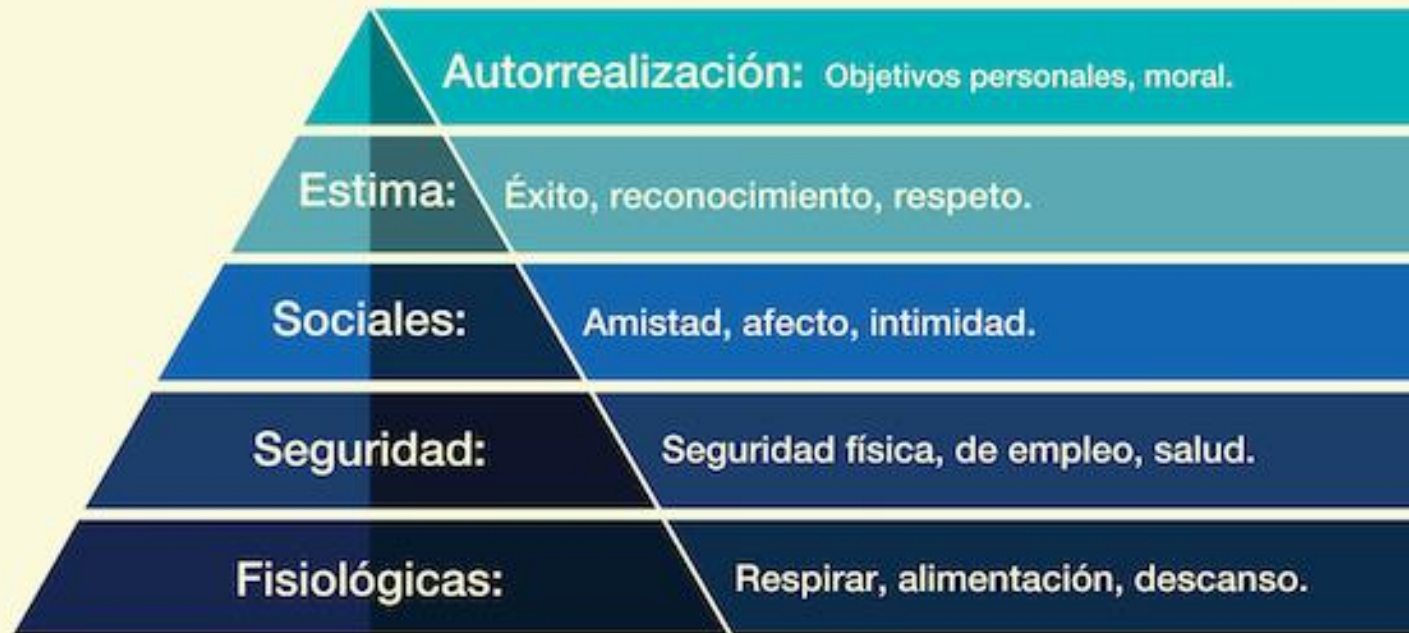 Autorrealización: Objetivos personales, moral.
Estima: Éxito, reconocimiento, respeto.
Sociales: Amistad, afecto, intimidad.
Seguridad: Seguridad física, de empleo, salud.
Fisiológicas: Respirar, alimentación, descanso.